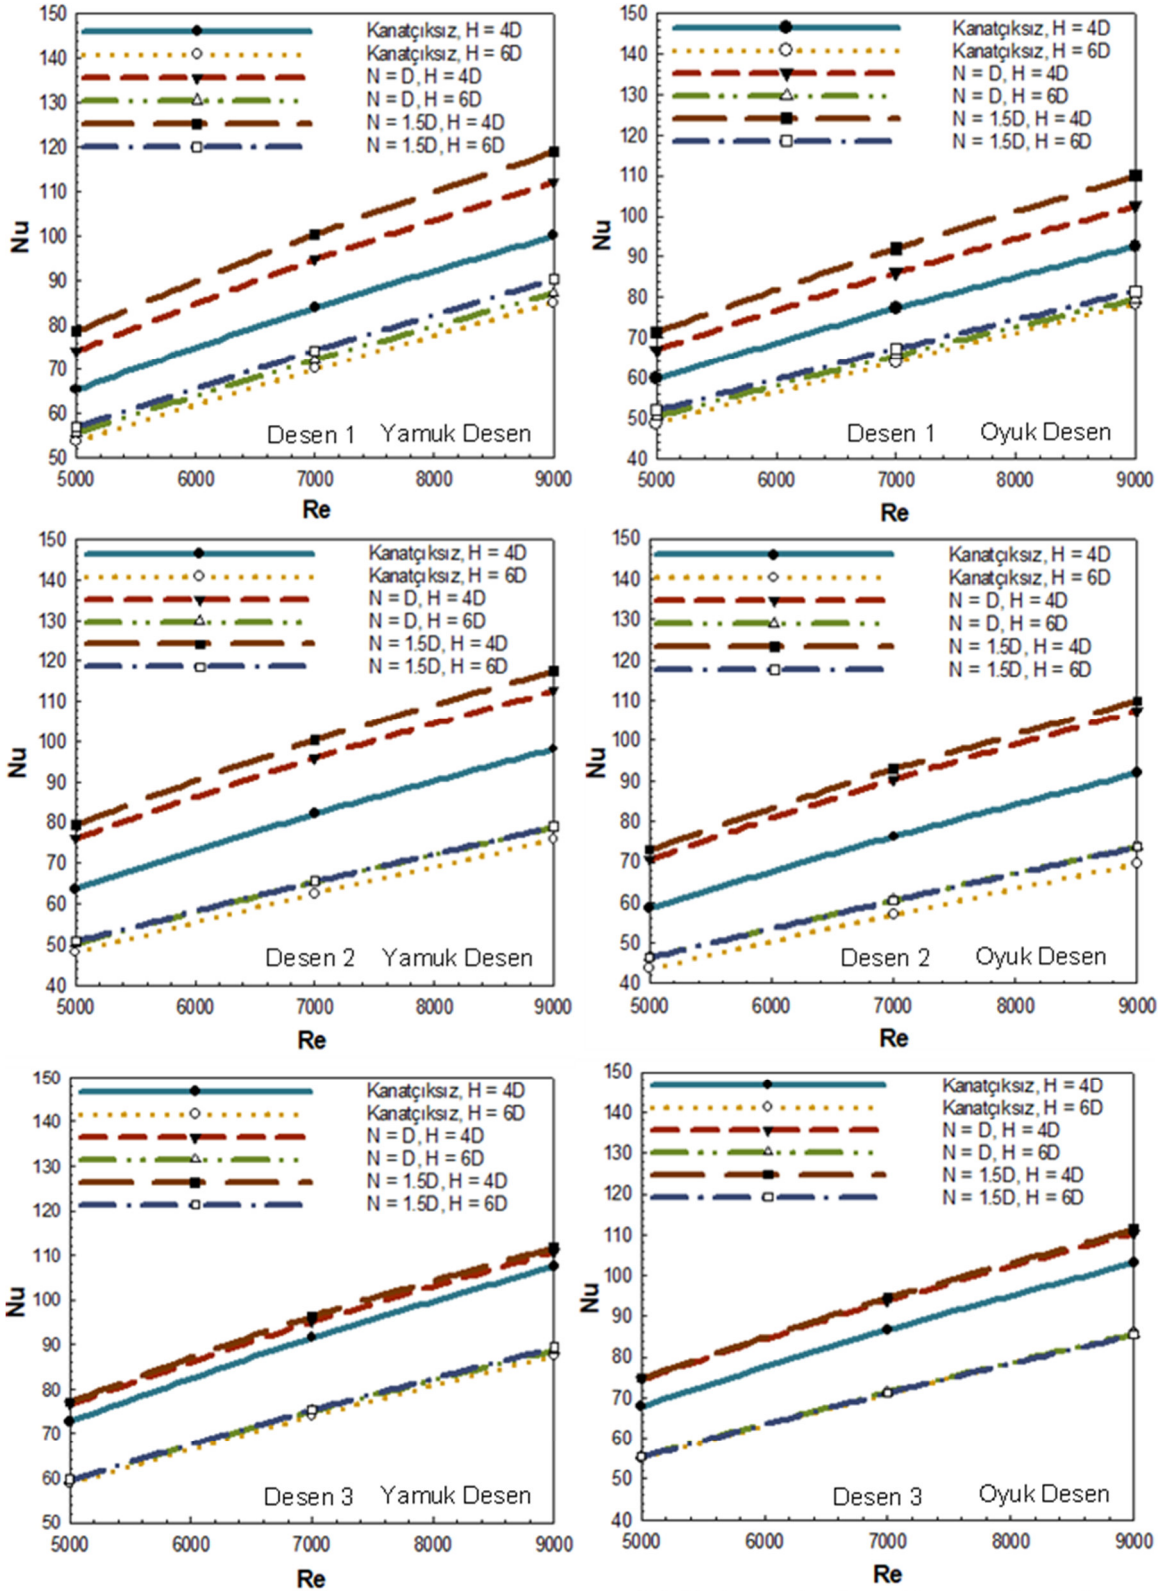 150
140
130
120
110
100
90
80
70
60
50
Nu
Kanatçıksız, H = 4D
Kanatçıksız, H = 6D
N = D, H = 4D
N = D, H = 6D
N = 1.5D, H = 4D
N = 1.5D, H = 6D
Desen 1 Yamuk Desen
5000 6000 7000 8000 9000
Re
150
140
130
120
110
100
90
80
70
60
50
40
Nu
Kanatçıksız, H = 4D
Kanatçıksız, H = 6D
N = D, H = 4D
N = D, H = 6D
N = 1.5D, H = 4D
N = 1.5D, H = 6D
Desen 1 Oyuk Desen
5000 6000 7000 8000 9000
Re
150
140
130
120
110
100
90
80
70
60
50
40
Nu
Kanatçıksız, H = 4D
Kanatçıksız, H = 6D
N = D, H = 4D
N = D, H = 6D
N = 1.5D, H = 4D
N = 1.5D, H = 6D
Desen 2 Yamuk Desen
5000 6000 7000 8000 9000
Re
150
140
130
120
110
100
90
80
70
60
50
40
Nu
Kanatçıksız, H = 4D
Kanatçıksız, H = 6D
N = D, H = 4D
N = D, H = 6D
N = 1.5D, H = 4D
N = 1.5D, H = 6D
Desen 2 Oyuk Desen
5000 6000 7000 8000 9000
Re
150
140
130
120
110
100
90
80
70
60
50
Nu
Kanatçıksız, H = 4D
Kanatçıksız, H = 6D
N = D, H = 4D
N = D, H = 6D
N = 1.5D, H = 4D
N = 1.5D, H = 6D
Desen 3 Yamuk Desen
5000 6000 7000 8000 9000
Re
150
140
130
120
110
100
90
80
70
60
50
40
Nu
Kanatçıksız, H = 4D
Kanatçıksız, H = 6D
N = D, H = 4D
N = D, H = 6D
N = 1.5D, H = 4D
N = 1.5D, H = 6D
Desen 3 Oyuk Desen
5000 6000 7000 8000 9000
Re